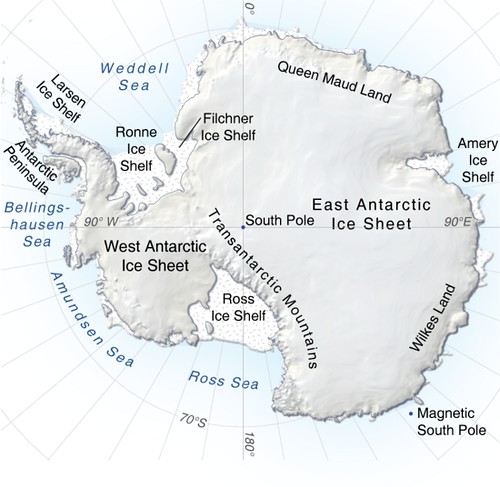 0°
Weddell
Sea
Queen Maud Land
Larsen
Ice Shelf
Filchner
Ice Shelf
Ronne
Ice
Shelf
Amery
Ice
Shelf
Antarctic
Peninsula
East Antarctic
Ice Sheet
Bellings-
hausen
Sea
90° W
South Pole
90°E
West Antarctic
Ice Sheet
Transantarctic Mountains
Ross
Ice Shelf
Wilkes Land
Amundsen Sea
Ross Sea
70°S
180°
Magnetic
South Pole